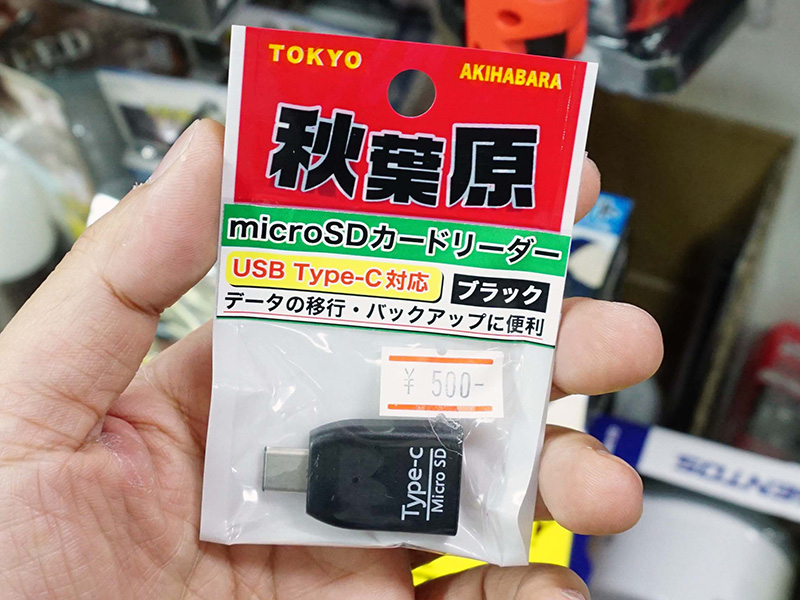 TOKYO
AKIHABARA
秋葉原
microSDカードリーダー
USB Type-C対応
ブラック
データの移行・バックアップに便利
¥ 500-
Type-c
Micro SD
ENTOS